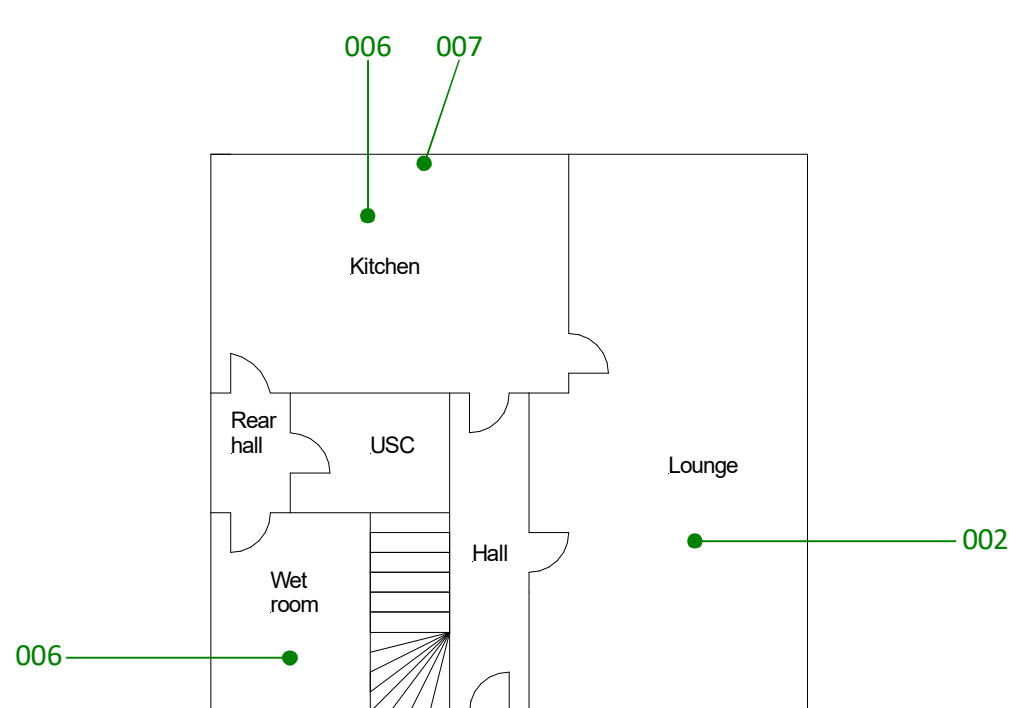 006 007
Kitchen
Rear
hall
USC
Lounge
002
Hall
Wet
room
006